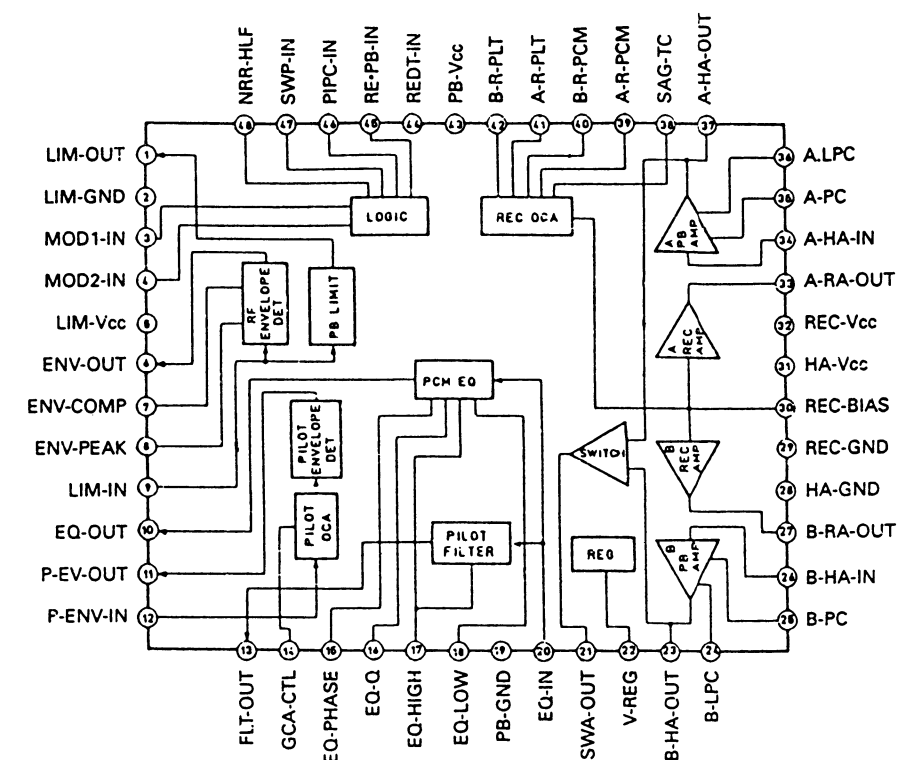 NRR-HLF
SWP-IN
PIPC-IN
RE•PB-IN
REDT-IN
PB-Vcc
B-R-PLT
A-R-PLT
B-R-PCM
A-R-PCM
SAG-TC
A-HA-OUT
48
47
46
45
44
43
42
41
40
39
38
37
LIM-OUT 1
LIM-GND 2
MOD1-IN 3
MOD2-IN 4
LIM-Vcc 5
ENV-OUT 6
ENV-COMP 7
ENV-PEAK 8
LIM-IN 9
EQ-OUT 10
P-EV-OUT 11
P-ENV-IN 12
LOGIC
REC OCA
RF
ENVELOPE
DET
PB LIMIT
PCM EQ
PILOT
ENVELOPE
DET
PILOT
OCA
PILOT
FILTER
SWITCH
REG
A
PB
AMP
A
REC
AMP
B
REC
AMP
B
PB
AMP
36 A.LPC
35 A-PC
34 A-HA-IN
33 A-RA-OUT
32 REC-Vcc
31 HA-Vcc
30 REC-BIAS
29 REC-GND
28 HA-GND
27 B-RA-OUT
26 B-HA-IN
25 B-PC
13
14
15
16
17
18
19
20
21
22
23
24
FLT-OUT
GCA-CTL
EQ-PHASE
EQ-Q
EQ-HIGH
EQ-LOW
PB-GND
EQ-IN
SWA-OUT
V-REG
B-HA-OUT
B-LPC